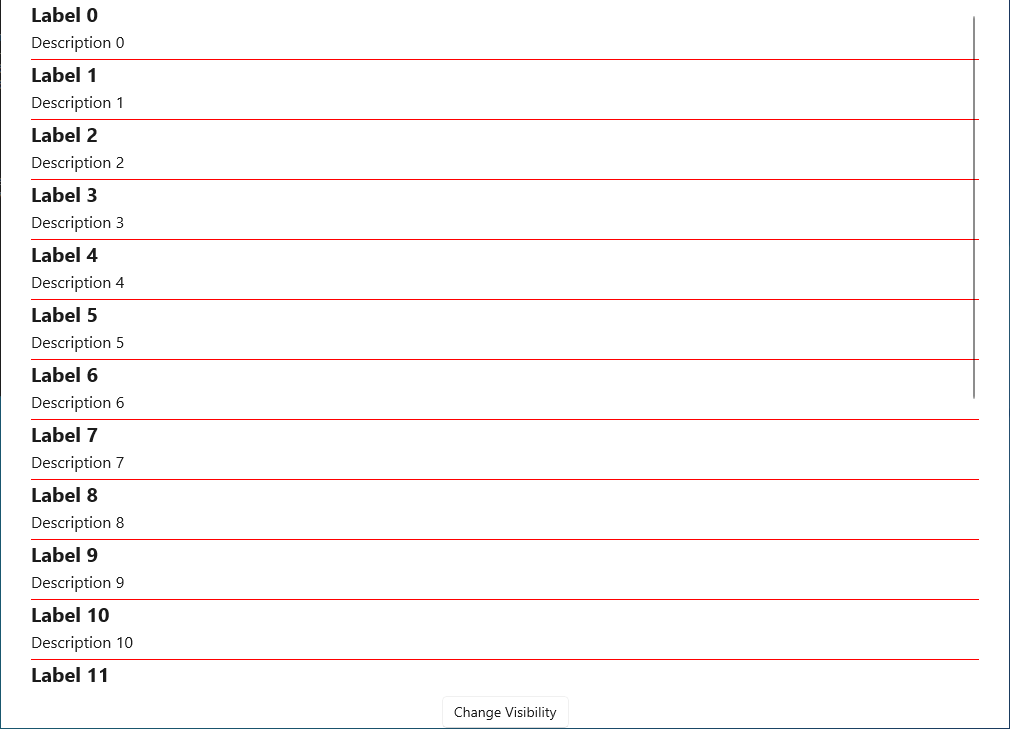 Label 0
Description 0
Label 1
Description 1
Label 2
Description 2
Label 3
Description 3
Label 4
Description 4
Label 5
Description 5
Label 6
Description 6
Label 7
Description 7
Label 8
Description 8
Label 9
Description 9
Label 10
Description 10
Label 11
Change Visibility